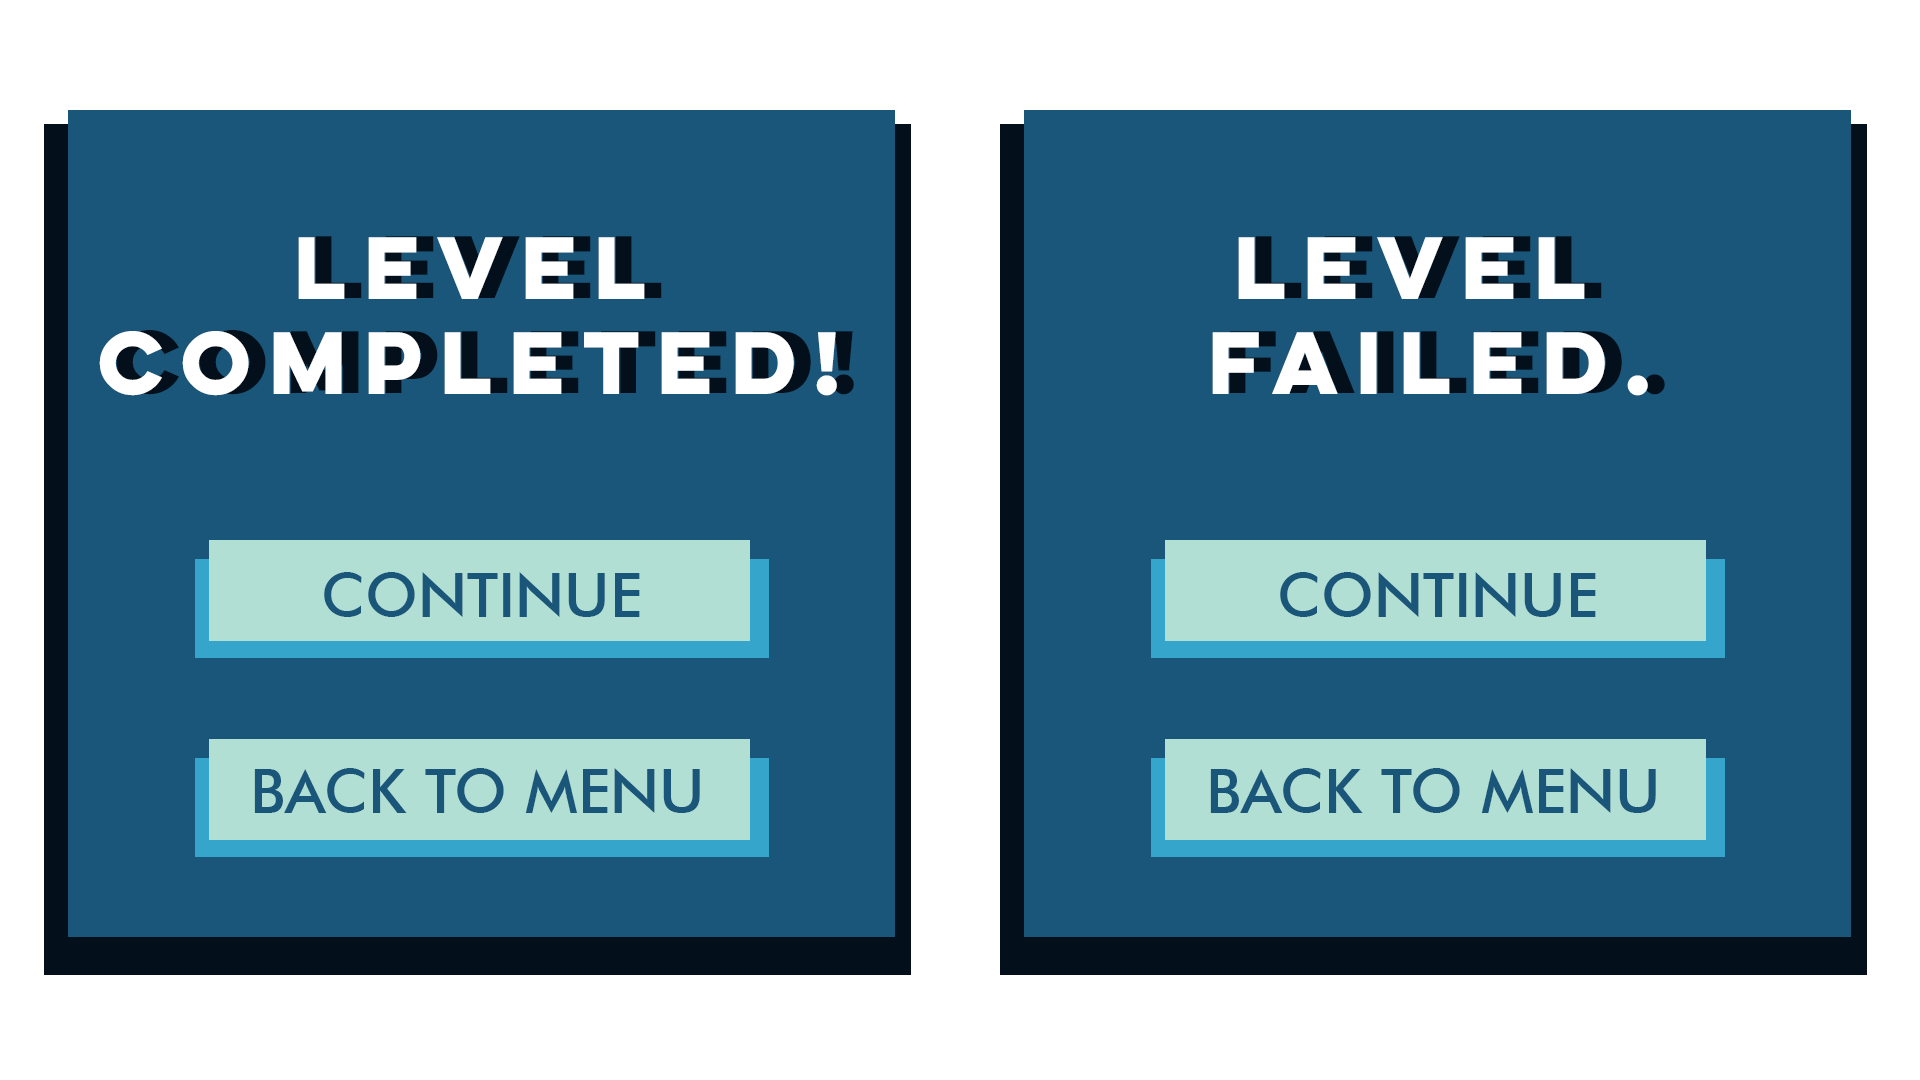 LEVEL
COMPLETED!
CONTINUE
BACK TO MENU
LEVEL
FAILED.
CONTINUE
BACK TO MENU